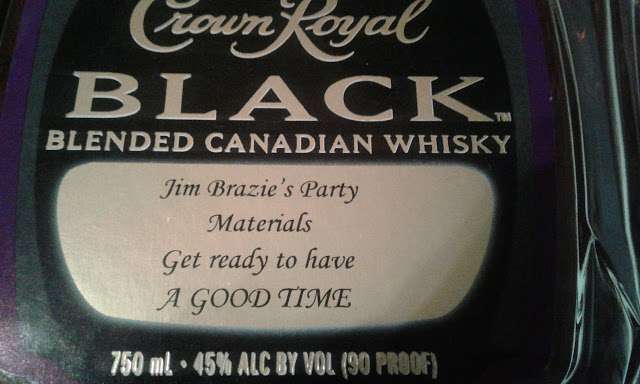 Crown Royal
BLACK™
BLENDED CANADIAN WHISKY
Jim Brazie's Party
Materials
Get ready to have
A GOOD TIME
750 mL • 45% ALC BY VOL (90 PROOF)